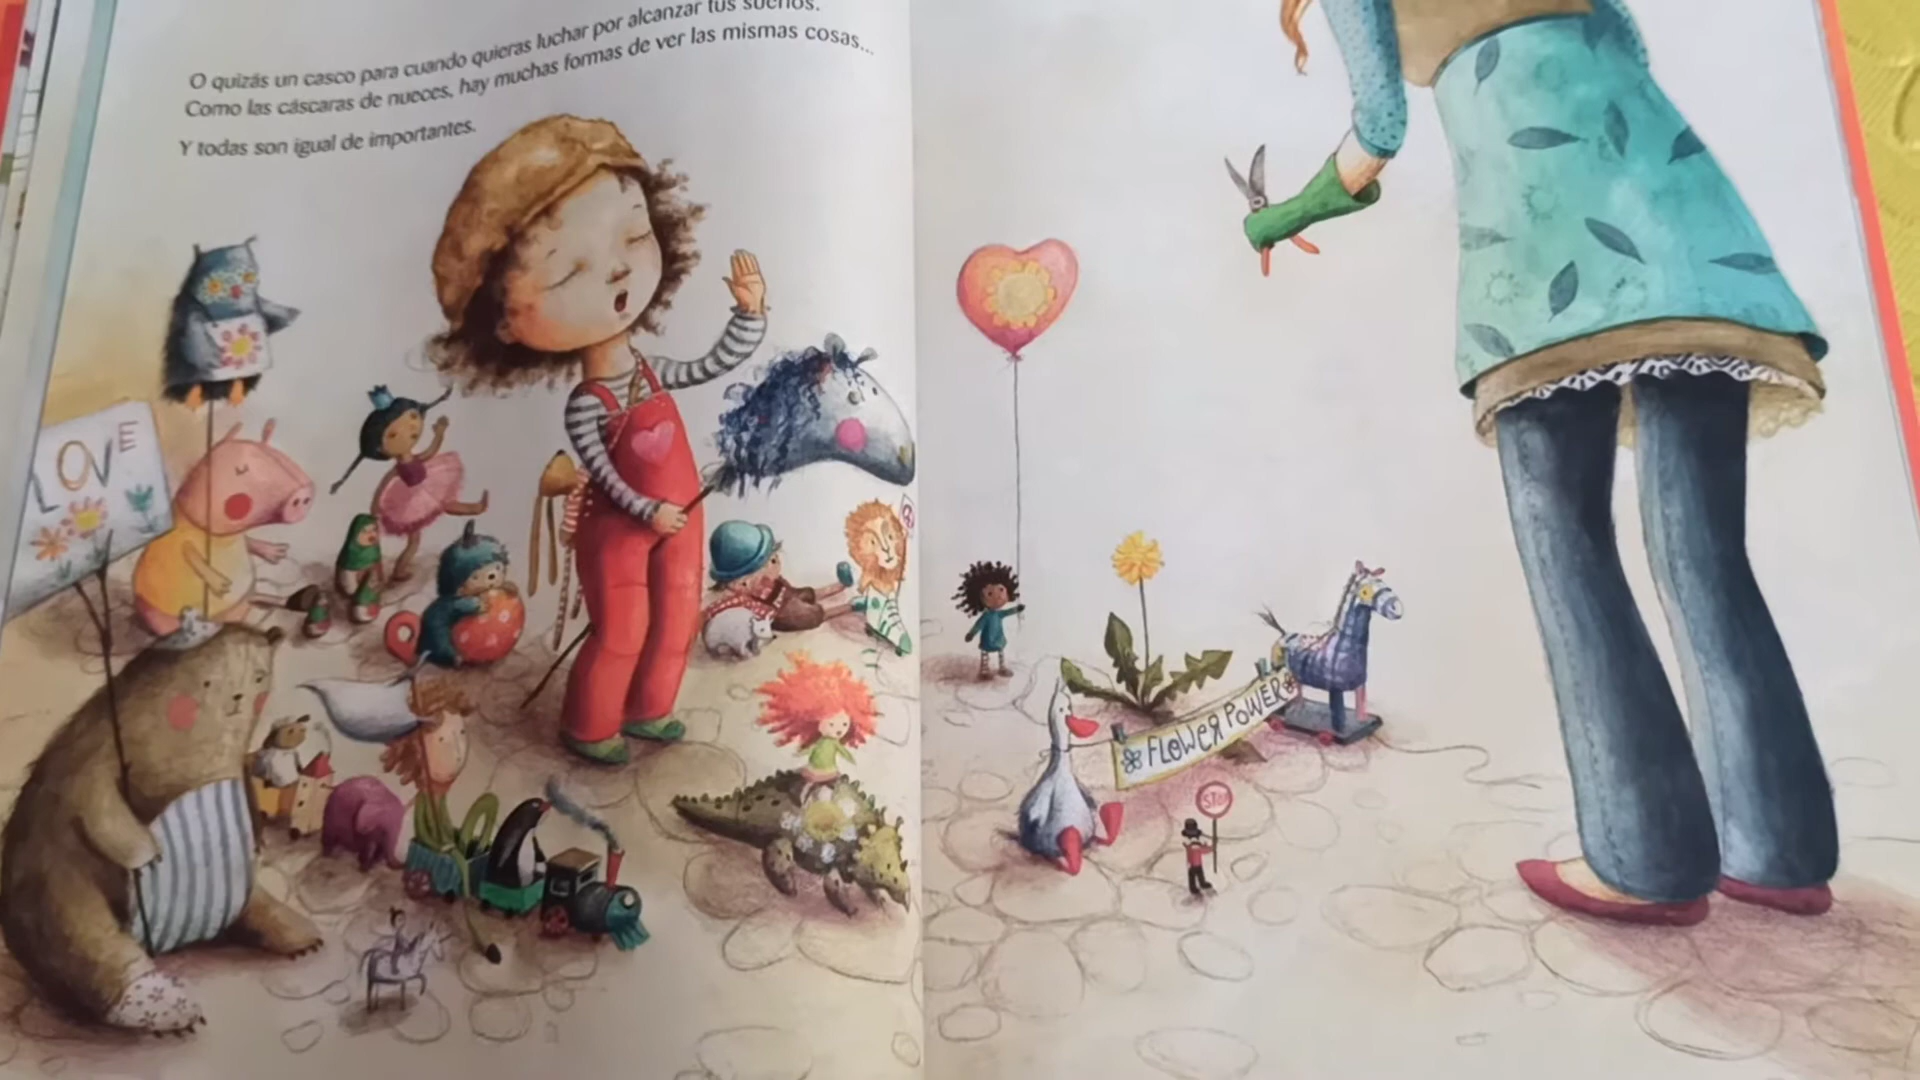 O quizás un casco para cuando quieras luchar por alcanzar tus sueños.
Como las cáscaras de nueces, hay muchas formas de ver las mismas cosas...
Y todas son igual de importantes.
LOVE
FLOWER POWER
STOP